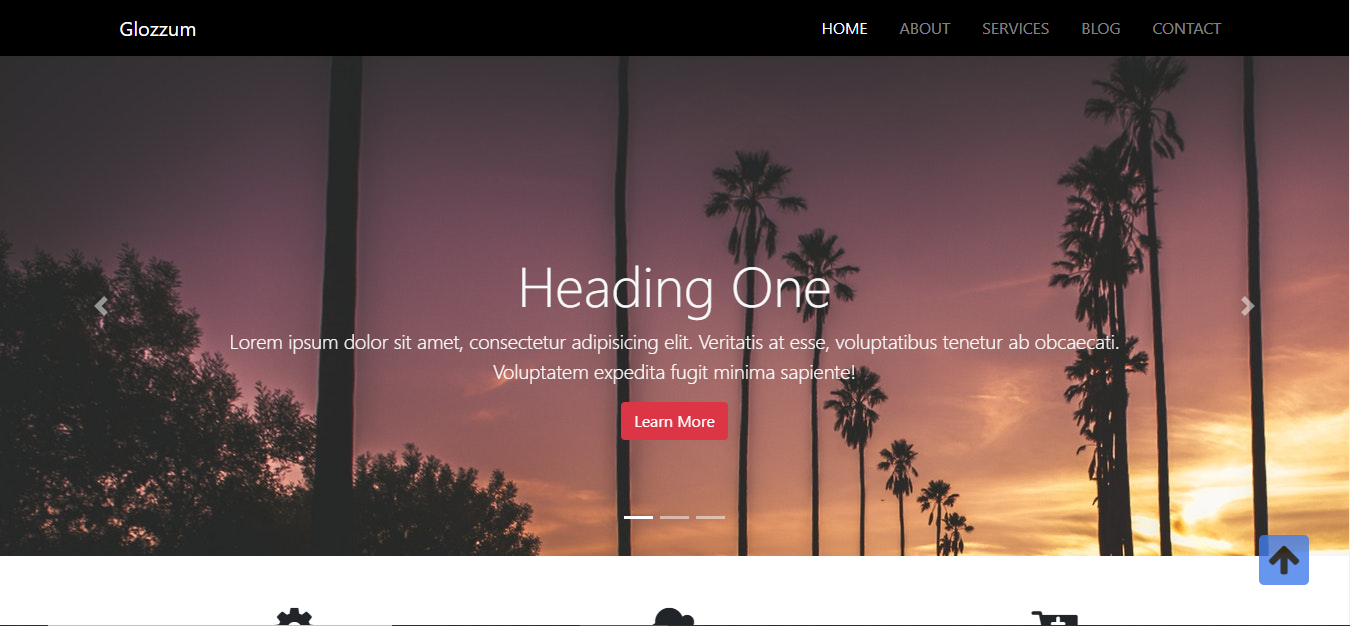 Glozzum
HOME
ABOUT
SERVICES
BLOG
CONTACT
Heading One
Lorem ipsum dolor sit amet, consectetur adipisicing elit. Veritatis at esse, voluptatibus tenetur ab obcaecati.
Voluptatem expedita fugit minima sapiente!
Learn More